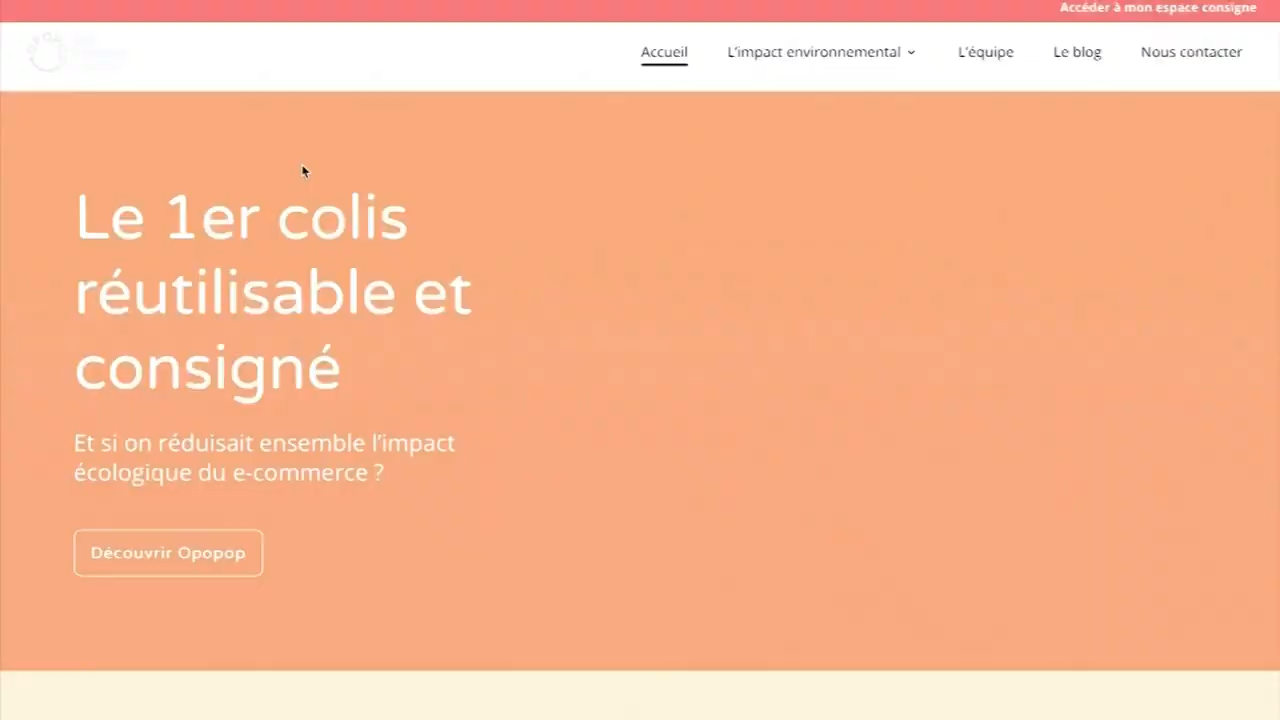 Accéder à mon espace consigne
Accueil L'impact environnemental L'équipe Le blog Nous contacter
Le 1er colis
réutilisable et
consigné
Et si on réduisait ensemble l'impact
écologique du e-commerce ?
Découvrir Opopop